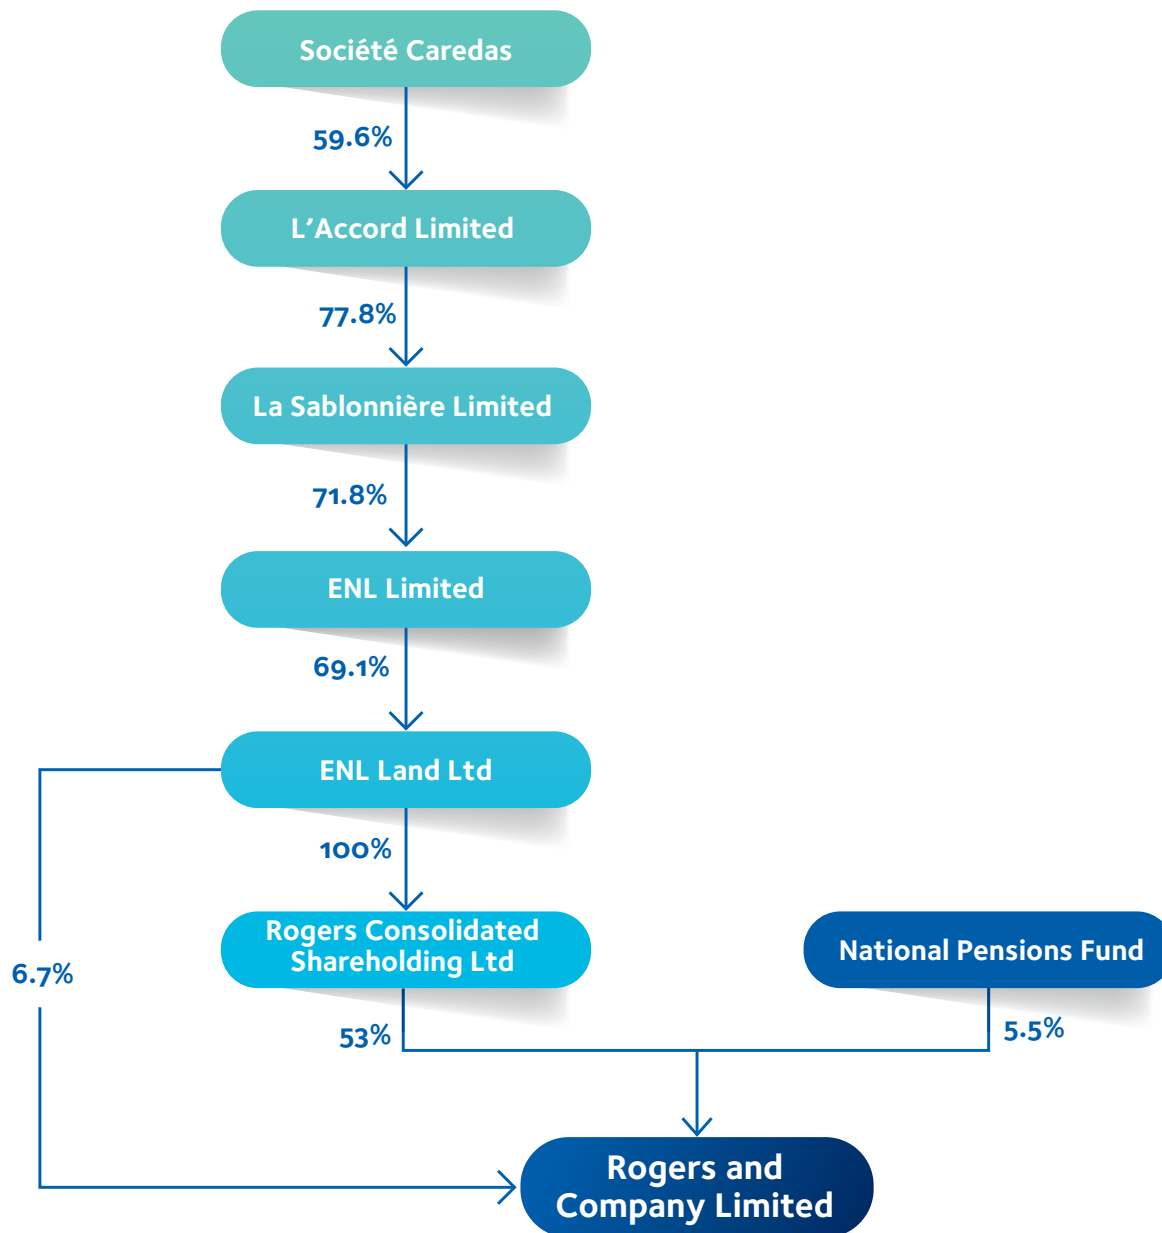 Société Caredas
59.6%
L'Accord Limited
77.8%
La Sablonnière Limited
71.8%
ENL Limited
69.1%
ENL Land Ltd
100%
Rogers Consolidated
Shareholding Ltd
National Pensions Fund
6.7%
53%
5.5%
Rogers and
Company Limited